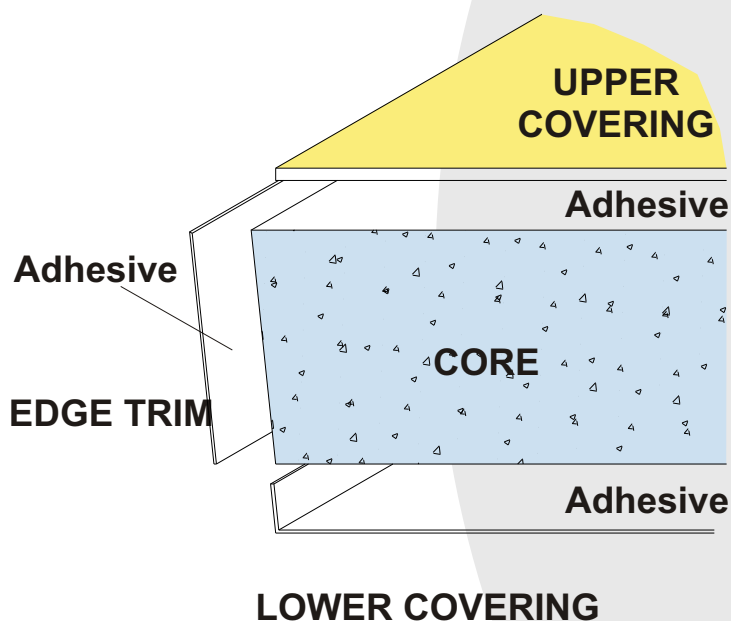 UPPER
COVERING
Adhesive
Adhesive
CORE
EDGE TRIM
Adhesive
LOWER COVERING